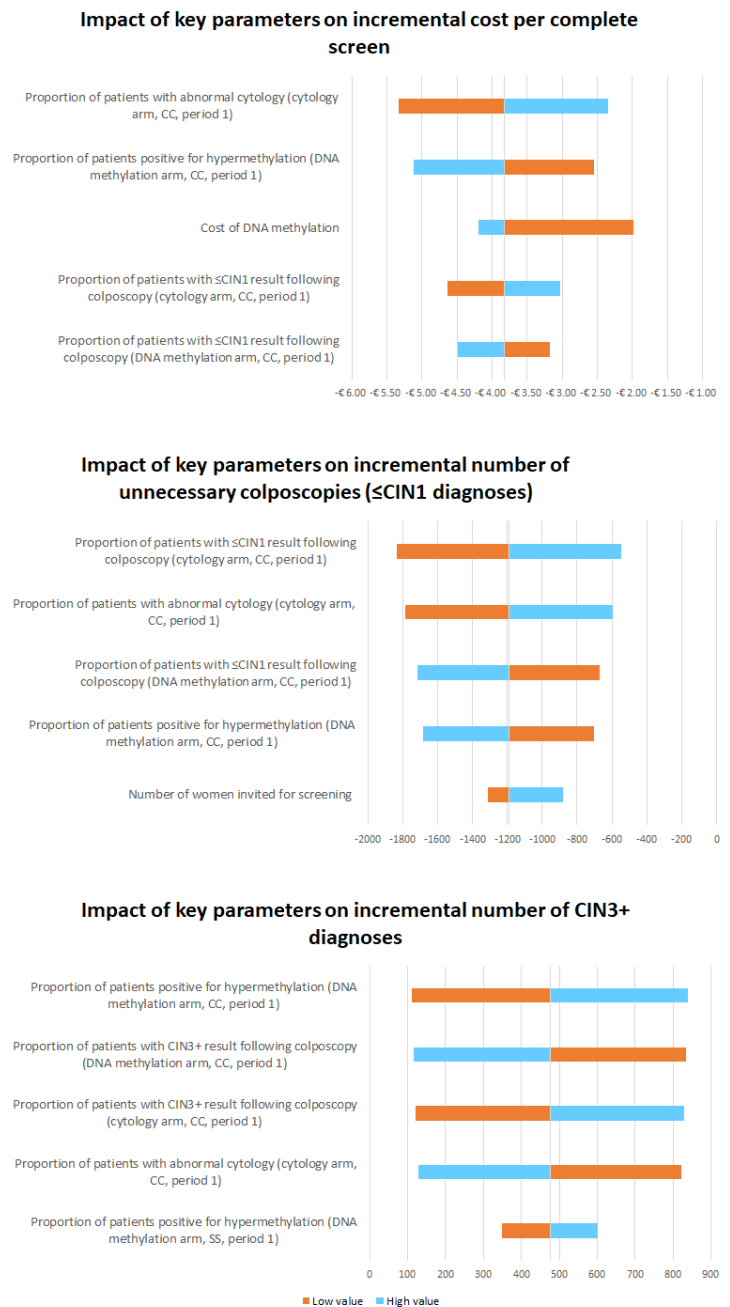 Impact of key parameters on incremental cost per complete
screen
Proportion of patients with abnormal cytology (cytology
arm, CC, period 1)
Proportion of patients positive for hypermethylation (DNA
methylation arm, CC, period 1)
Cost of DNA methylation
Proportion of patients with ≤CIN1 result following
colposcopy (cytology arm, CC, period 1)
Proportion of patients with ≤CIN1 result following
colposcopy (DNA methylation arm, CC, period 1)
-€ 6.00 -€ 5.50 -€ 5.00 -€ 4.50 -€ 4.00 -€ 3.50 -€ 3.00 -€ 2.50 -€ 2.00 -€ 1.50 -€ 1.00
Impact of key parameters on incremental number of
unnecessary colposcopies (≤CIN1 diagnoses)
Proportion of patients with ≤CIN1 result following
colposcopy (cytology arm, CC, period 1)
Proportion of patients with abnormal cytology (cytology arm,
CC, period 1)
Proportion of patients with ≤CIN1 result following
colposcopy (DNA methylation arm, CC, period 1)
Proportion of patients positive for hypermethylation (DNA
methylation arm, CC, period 1)
Number of women invited for screening
-2000 -1800 -1600 -1400 -1200 -1000 -800 -600 -400 -200 0
Impact of key parameters on incremental number of CIN3+
diagnoses
Proportion of patients positive for hypermethylation (DNA
methylation arm, CC, period 1)
Proportion of patients with CIN3+ result following colposcopy
(DNA methylation arm, CC, period 1)
Proportion of patients with CIN3+ result following colposcopy
(cytology arm, CC, period 1)
Proportion of patients with abnormal cytology (cytology arm,
CC, period 1)
Proportion of patients positive for hypermethylation (DNA
methylation arm, SS, period 1)
0 100 200 300 400 500 600 700 800 900
Low value High value